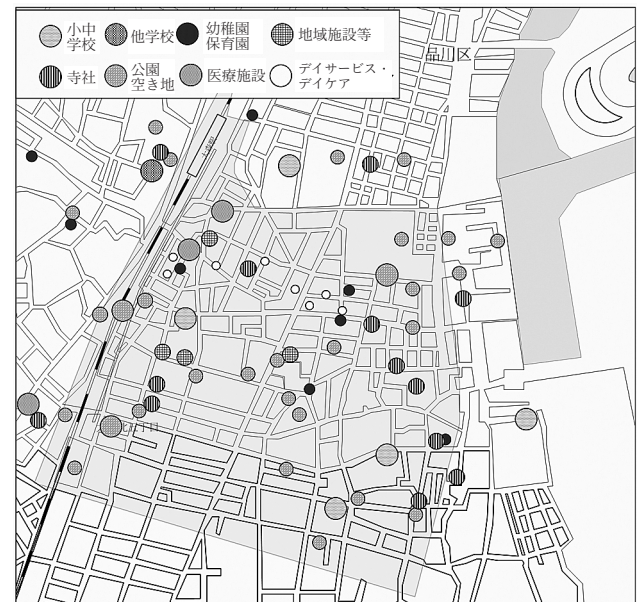 小中
学校
他学校
幼稚園
保育園
地域施設等
寺社
公園
空き地
医療施設
デイサービス・
デイケア
品川区